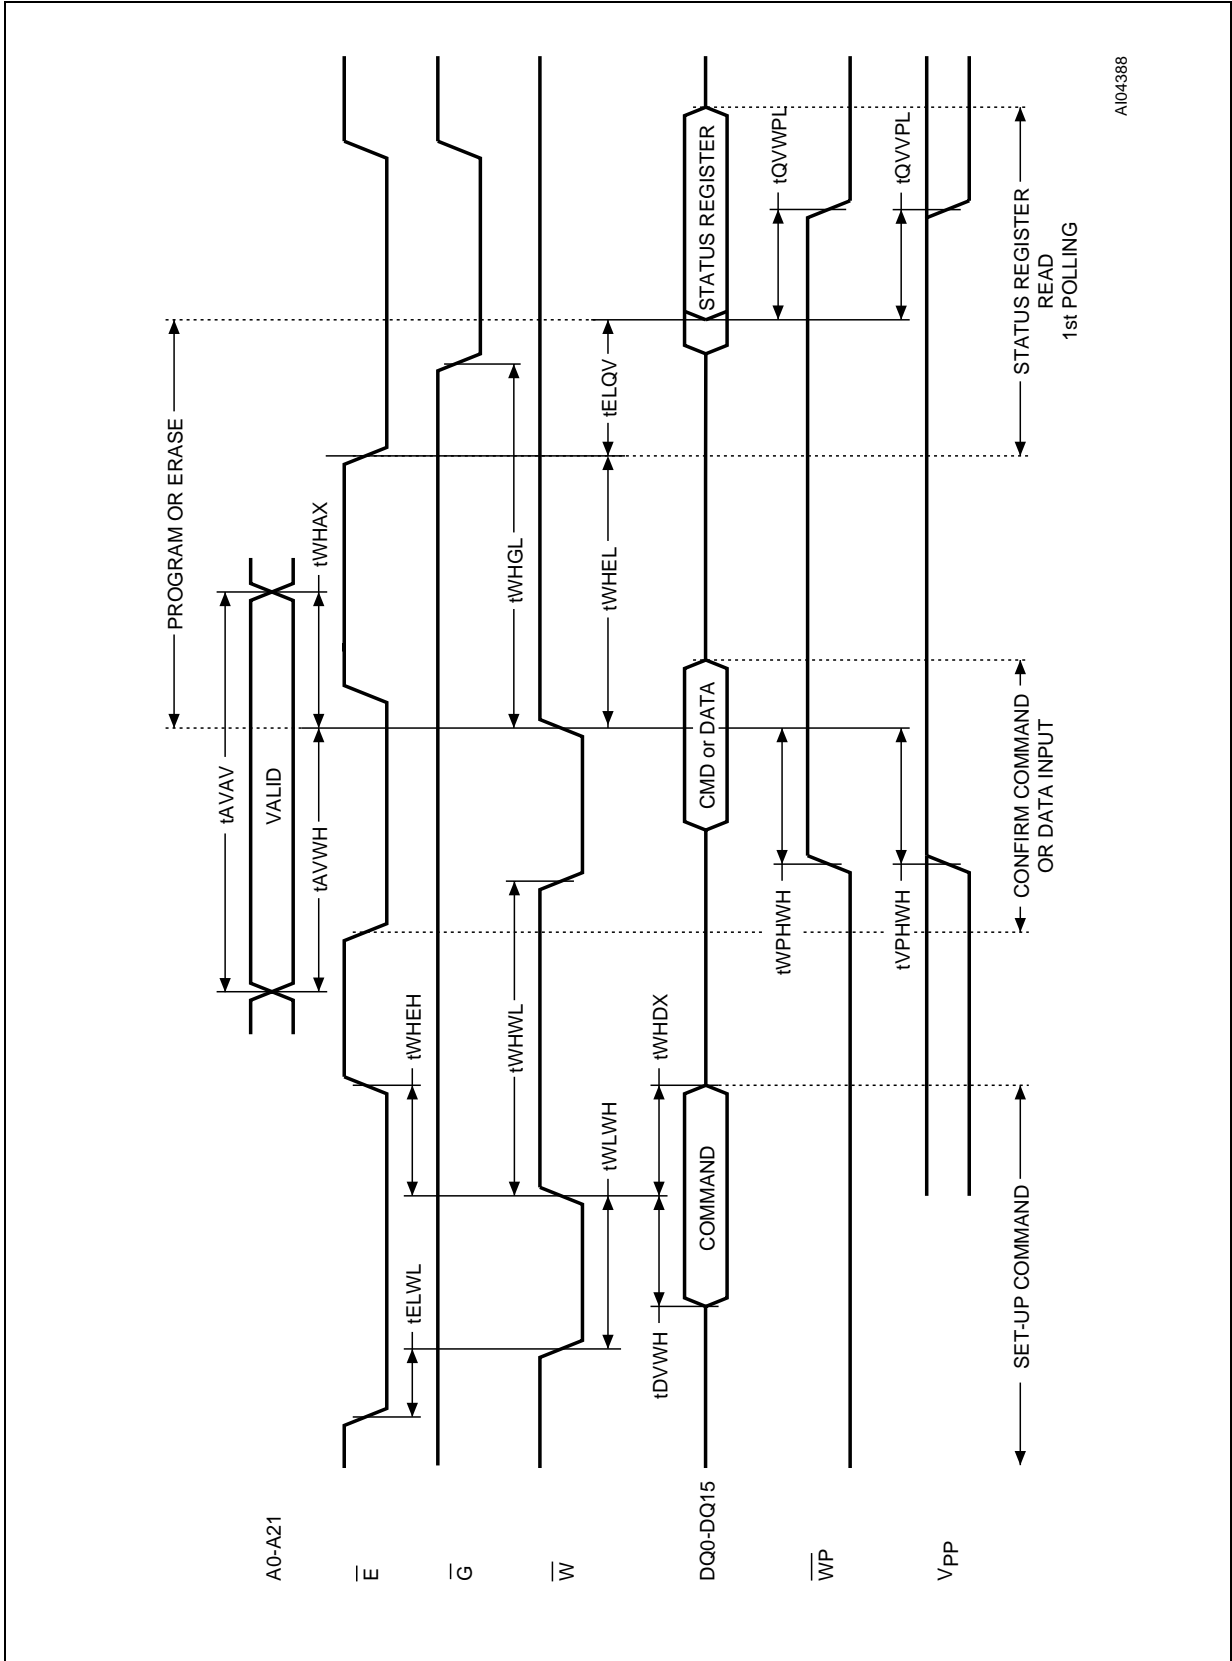 PROGRAM OR ERASE
tAVAV
A0-A21
VALID
tAVWH
tWHAX
E
tELWL
tWHEH
G
tWHWL
tWHGL
W
tWLWH
tWHEL
tELQV
tDVWH
tWHDX
DQ0-DQ15
COMMAND
CMD or DATA
STATUS REGISTER
tWPHWH
tQVWPL
WP
tVPHWH
tQVVPL
VPP
SET-UP COMMAND
CONFIRM COMMAND
OR DATA INPUT
STATUS REGISTER
READ
1st POLLING
AI04388